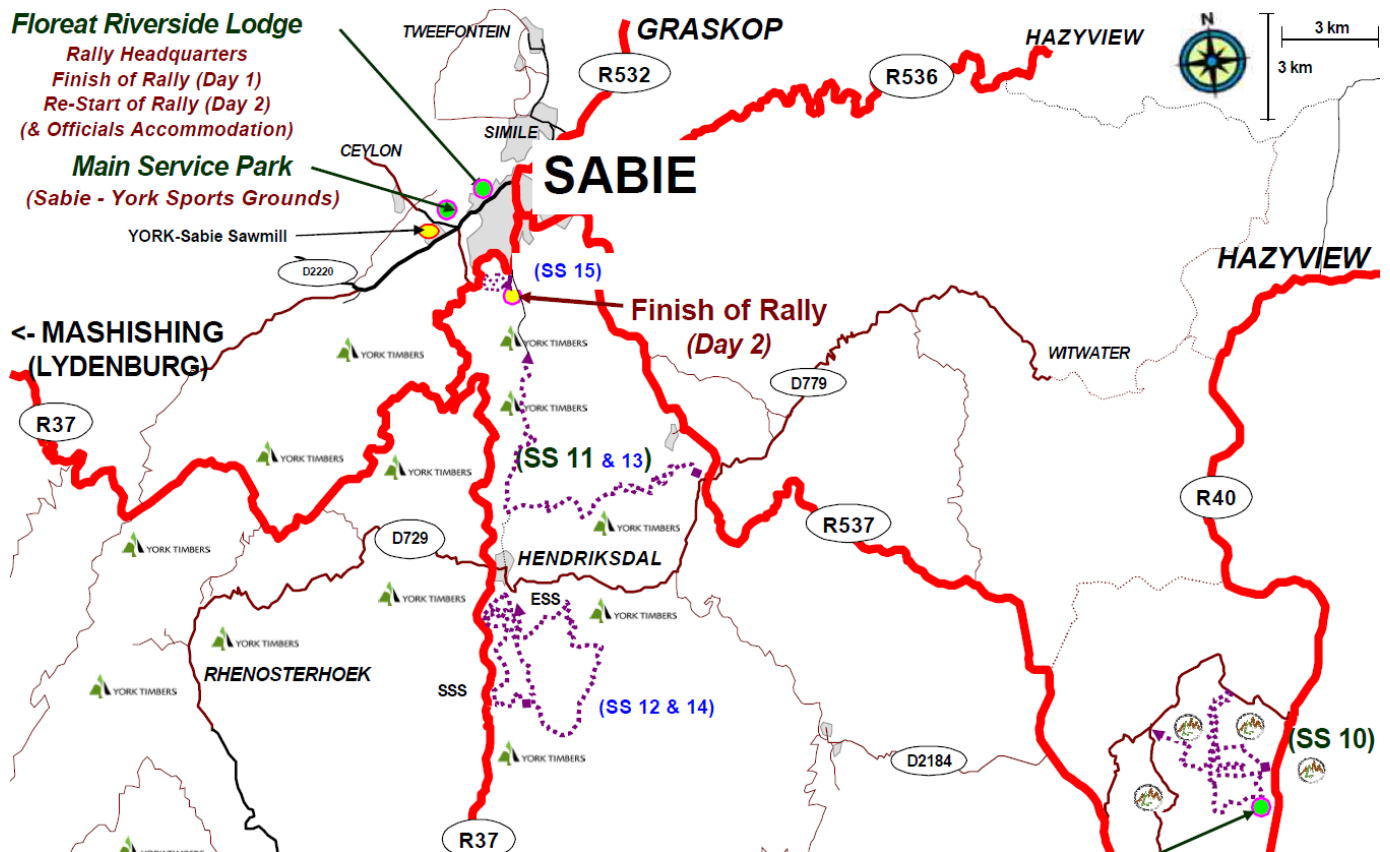 Floreat Riverside Lodge
Rally Headquarters
Finish of Rally (Day 1)
Re-Start of Rally (Day 2)
(& Officials Accommodation)
Main Service Park
(Sabie - York Sports Grounds)
YORK-Sabie Sawmill
TWEEFONTEIN
GRASKOP
R532
HAZYVIEW
R536
N
3 km
3 km
SIMILE
CEYLON
SABIE
D2220
(SS 15)
HAZYVIEW
<- MASHISHING
(LYDENBURG)
Finish of Rally
(Day 2)
YORK TIMBERS
YORK TIMBERS
WITWATER
D779
R37
YORK TIMBERS
YORK TIMBERS
YORK TIMBERS
(SS 11 & 13)
R40
R537
YORK TIMBERS
YORK TIMBERS
D729
HENDRIKSDAL
YORK TIMBERS
ESS
YORK TIMBERS
YORK TIMBERS
RHENOSTERHOEK
YORK TIMBERS
SSS
(SS 12 & 14)
YORK TIMBERS
(SS 10)
D2184
R37
YORK TIMBERS